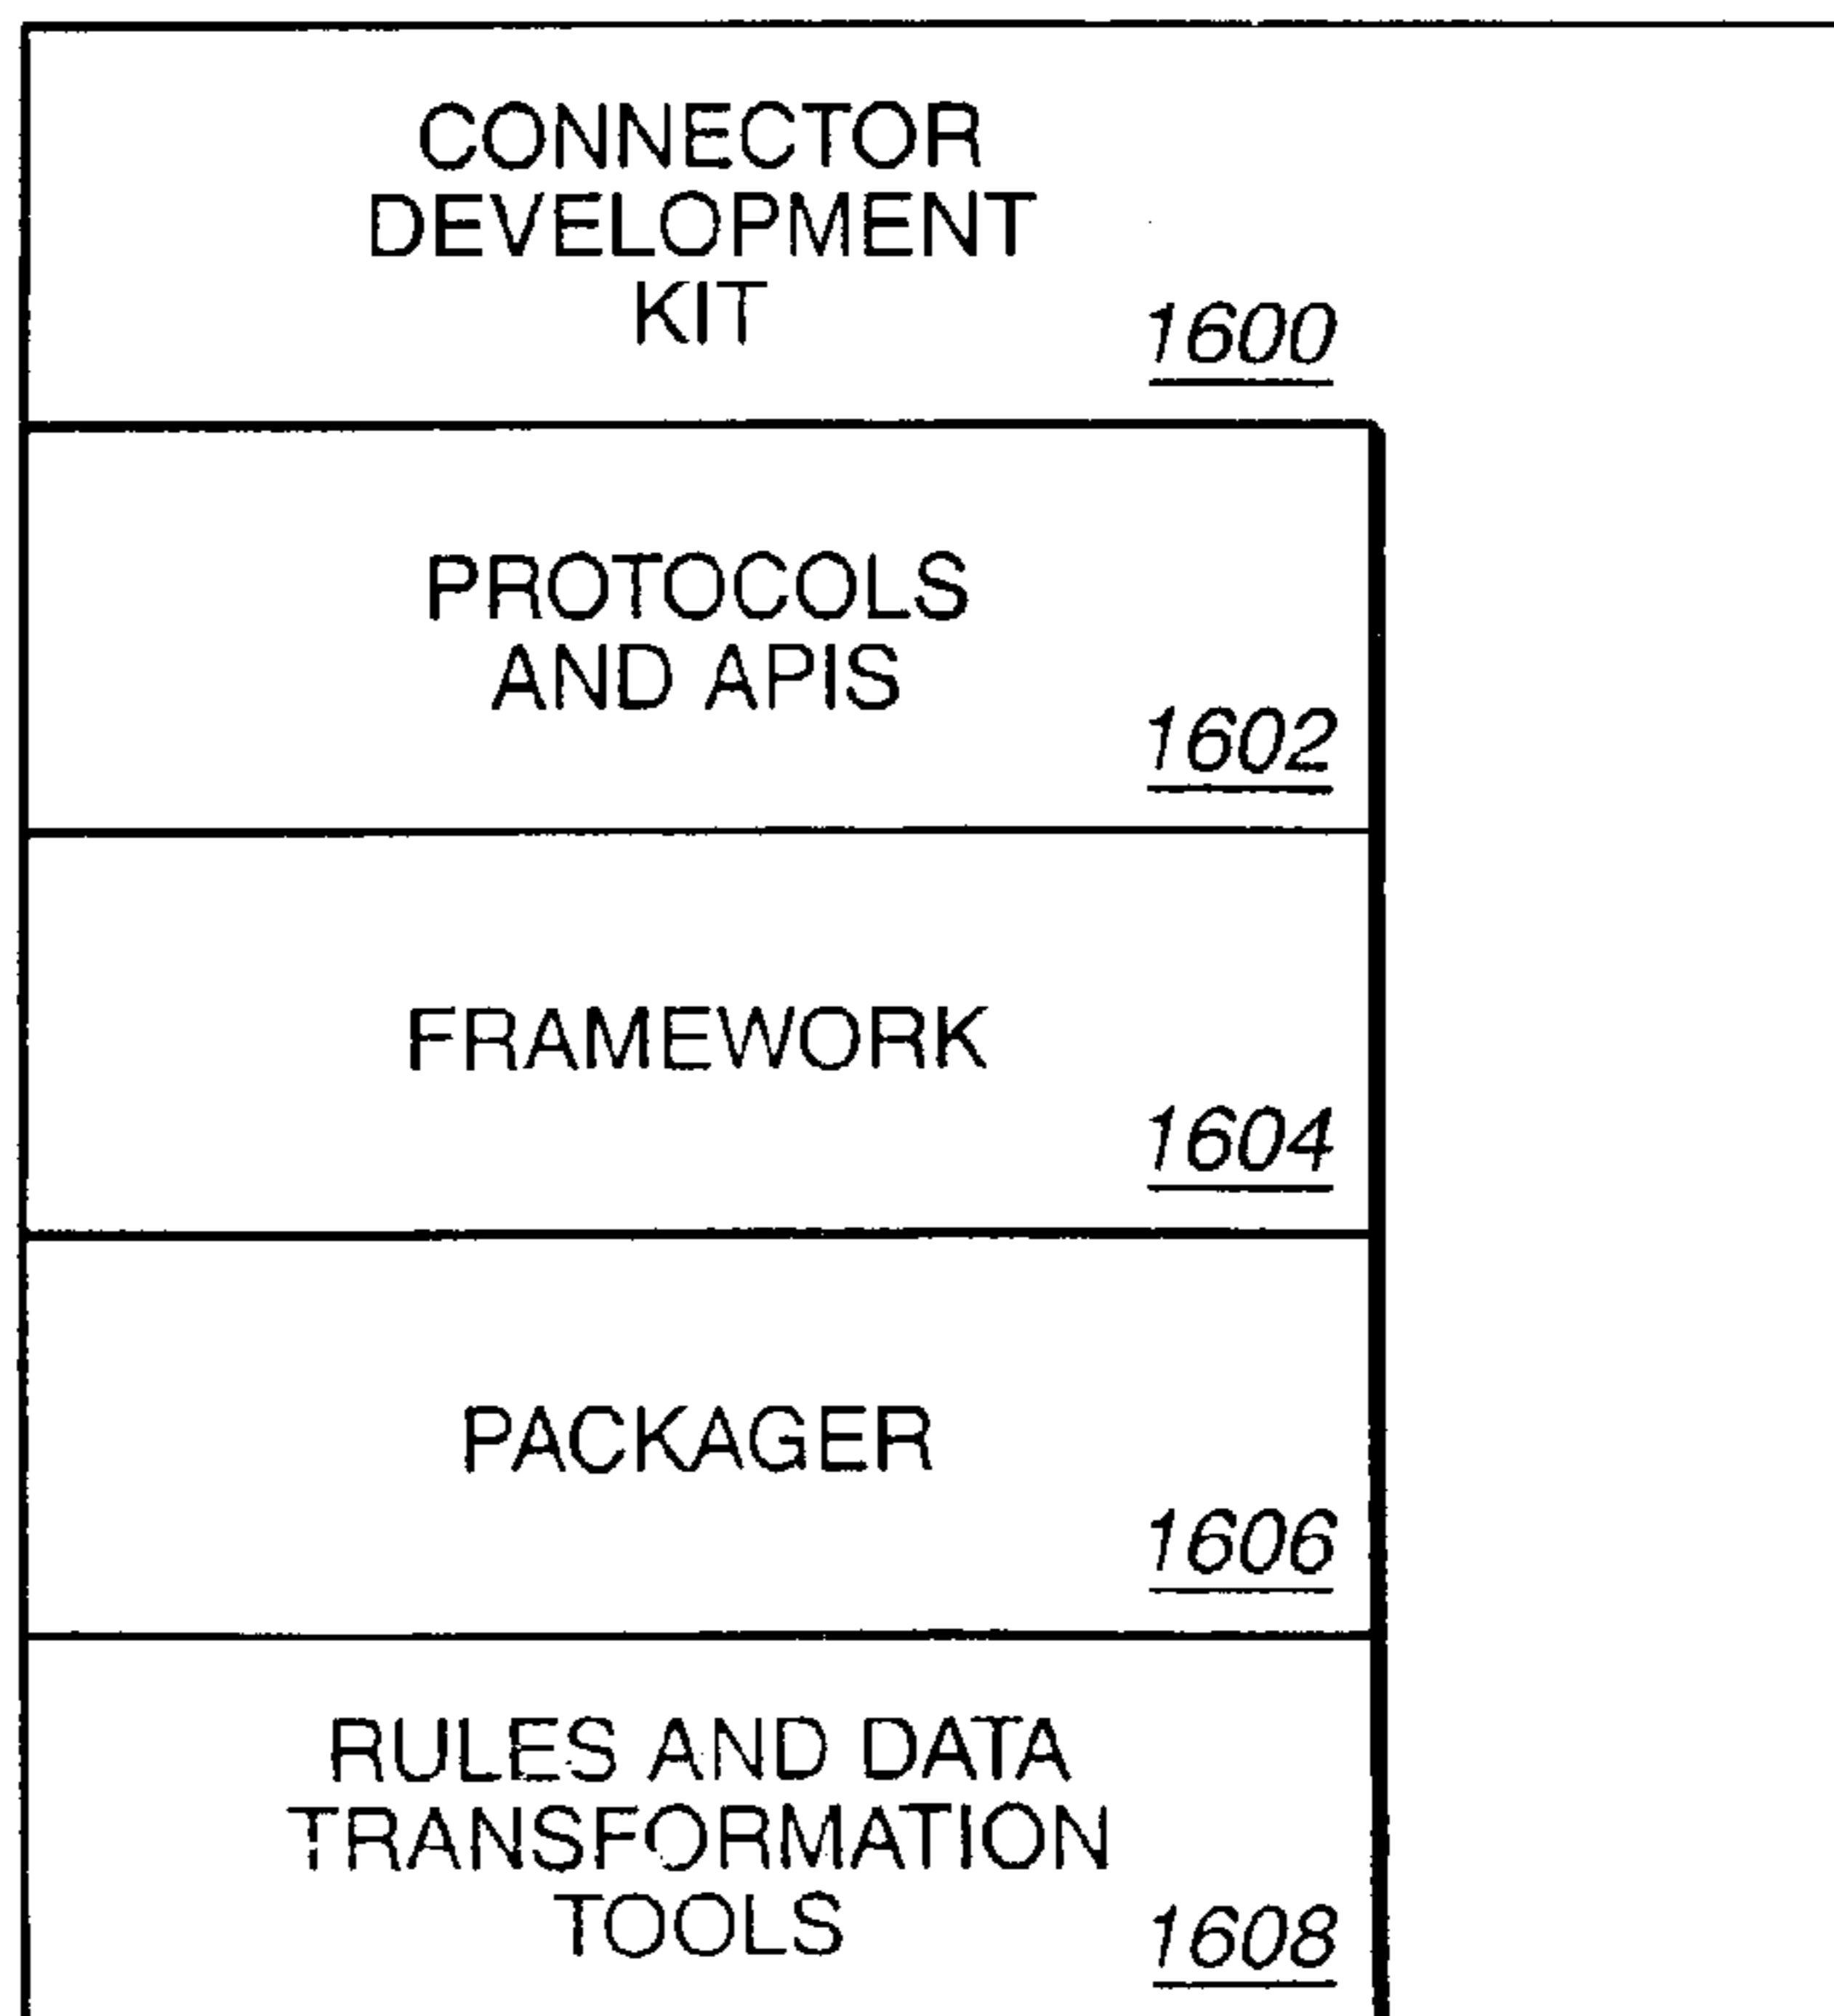 CONNECTOR
DEVELOPMENT
KIT
1600
PROTOCOLS
AND APIS
1602
FRAMEWORK
1604
PACKAGER
1606
RULES AND DATA
TRANSFORMATION
TOOLS
1608